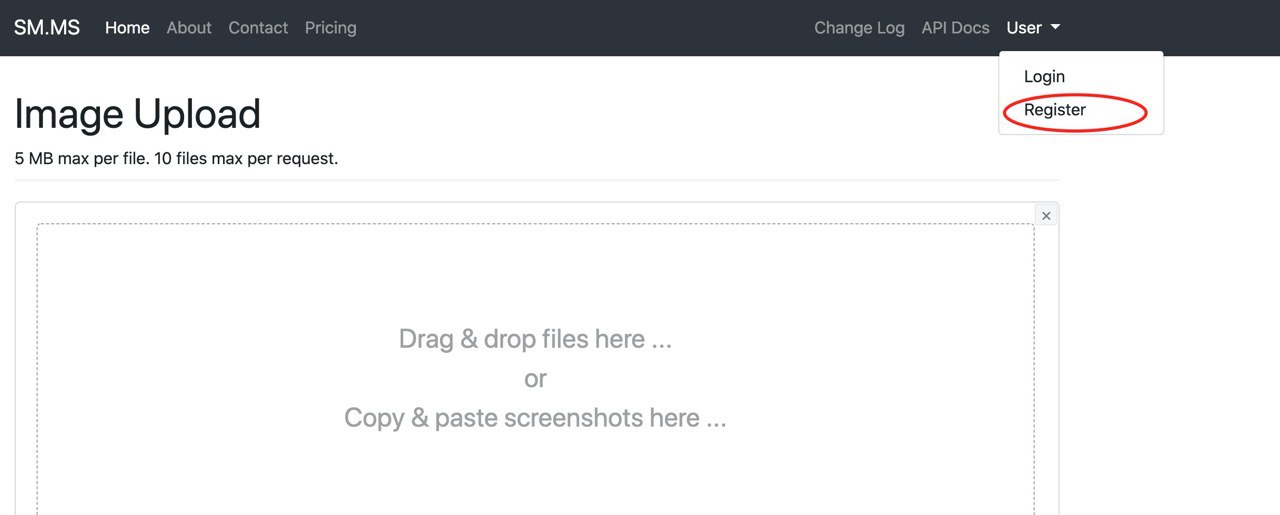 SM.MS Home About Contact Pricing Change Log API Docs User
Login
Register
Image Upload
5 MB max per file. 10 files max per request.
Drag & drop files here ...
or
Copy & paste screenshots here ...